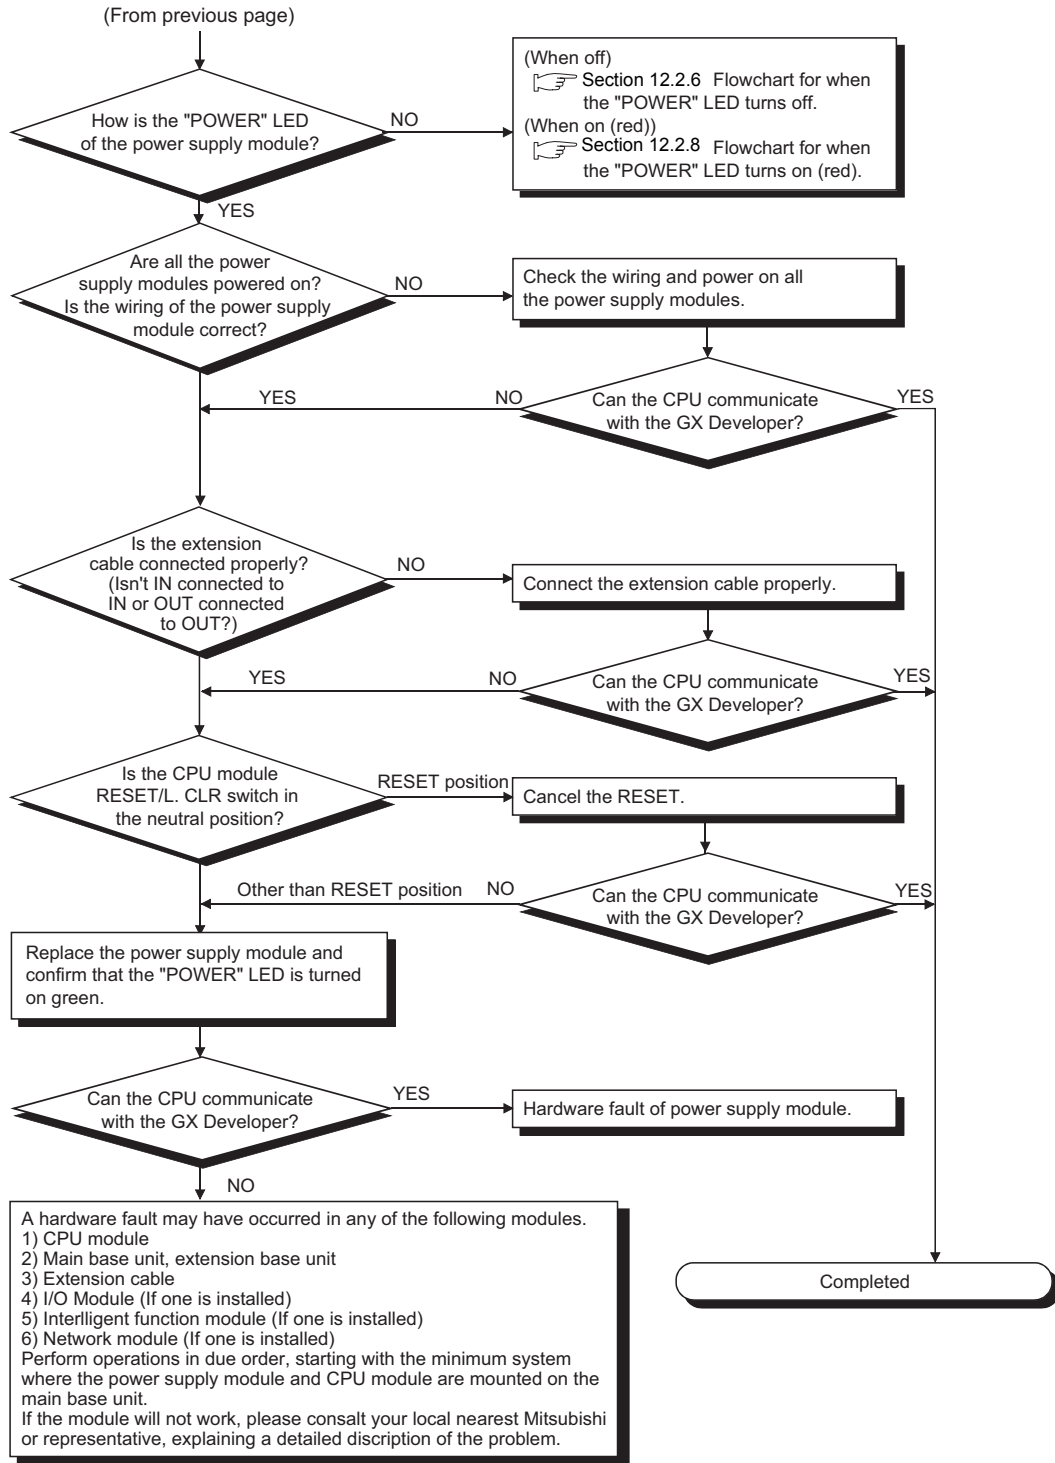 (From previous page)
How is the "POWER" LED
of the power supply module?
NO
(When off)
Section 12.2.6 Flowchart for when
the "POWER" LED turns off.
(When on (red))
Section 12.2.8 Flowchart for when
the "POWER" LED turns on (red).
YES
Are all the power
supply modules powered on?
Is the wiring of the power supply
module correct?
NO
Check the wiring and power on all
the power supply modules.
YES
NO
Can the CPU communicate
with the GX Developer?
YES
Is the extension
cable connected properly?
(Isn't IN connected to
IN or OUT connected
to OUT?)
NO
Connect the extension cable properly.
YES
NO
Can the CPU communicate
with the GX Developer?
YES
Is the CPU module
RESET/L. CLR switch in
the neutral position?
RESET position
Cancel the RESET.
Other than RESET position
NO
Can the CPU communicate
with the GX Developer?
YES
Replace the power supply module and
confirm that the "POWER" LED is turned
on green.
Can the CPU communicate
with the GX Developer?
YES
Hardware fault of power supply module.
NO
A hardware fault may have occurred in any of the following modules.
1) CPU module
2) Main base unit, extension base unit
3) Extension cable
4) I/O Module (If one is installed)
5) Interlligent function module (If one is installed)
6) Network module (If one is installed)
Perform operations in due order, starting with the minimum system
where the power supply module and CPU module are mounted on the
main base unit.
If the module will not work, please consalt your local nearest Mitsubishi
or representative, explaining a detailed discription of the problem.
Completed